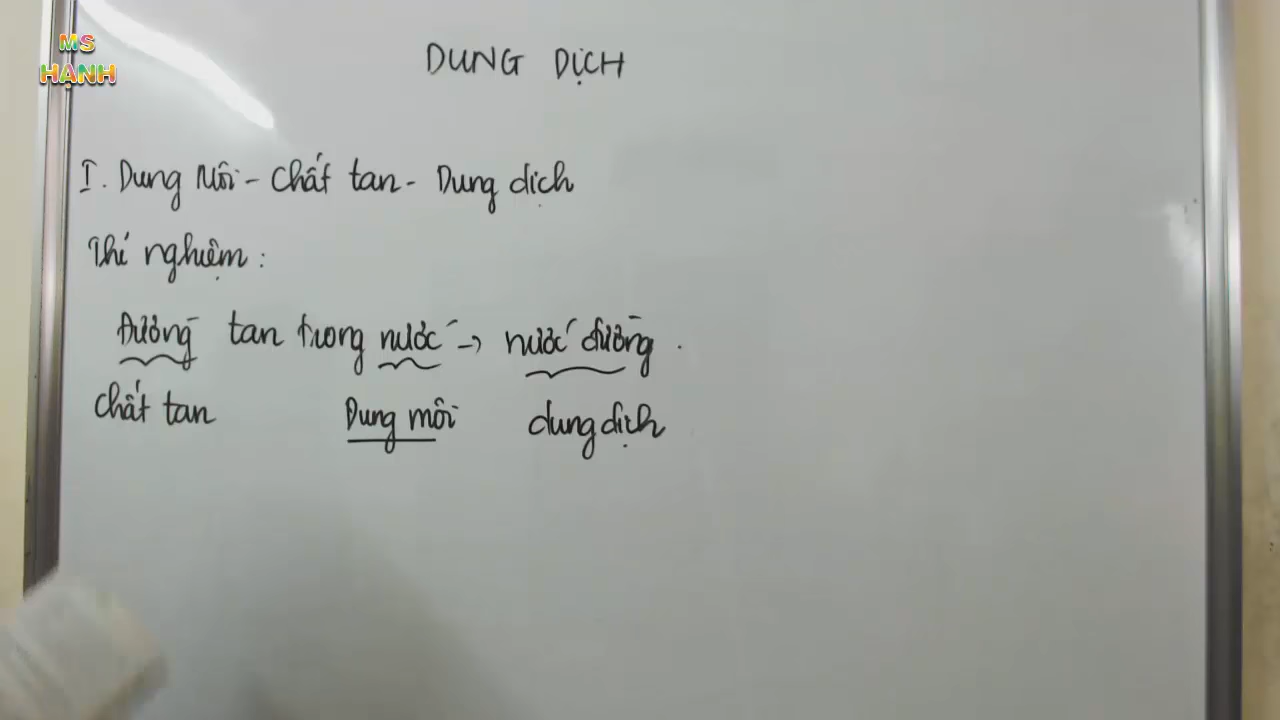 MS
HẠNH
DUNG DỊCH
I. Dung Môi - Chất tan - Dung dịch
Thí nghiệm :
Đường tan trong nước → nước đường .
Chất tan Dung môi dung dịch